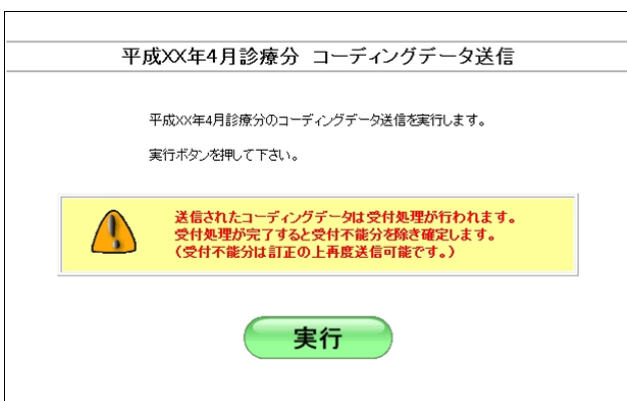 平成XX年4月診療分 コーディングデータ送信
平成XX年4月診療分のコーディングデータ送信を実行します。
実行ボタンを押して下さい。
送信されたコーディングデータは受付処理が行われます。
受付処理が完了すると受付不能分を除き確定します。
(受付不能分は訂正の上再度送信可能です。)
実行